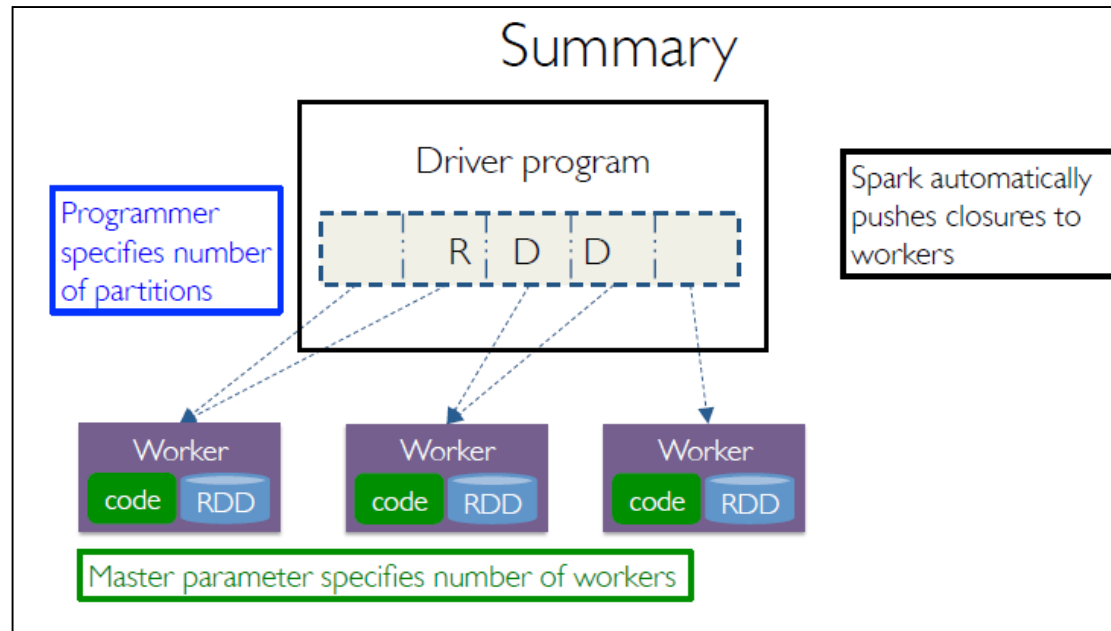 Summary
Driver program
Programmer
specifies number
of partitions
R D D
Spark automatically
pushes closures to
workers
Worker
code RDD
Worker
code RDD
Worker
code RDD
Master parameter specifies number of workers